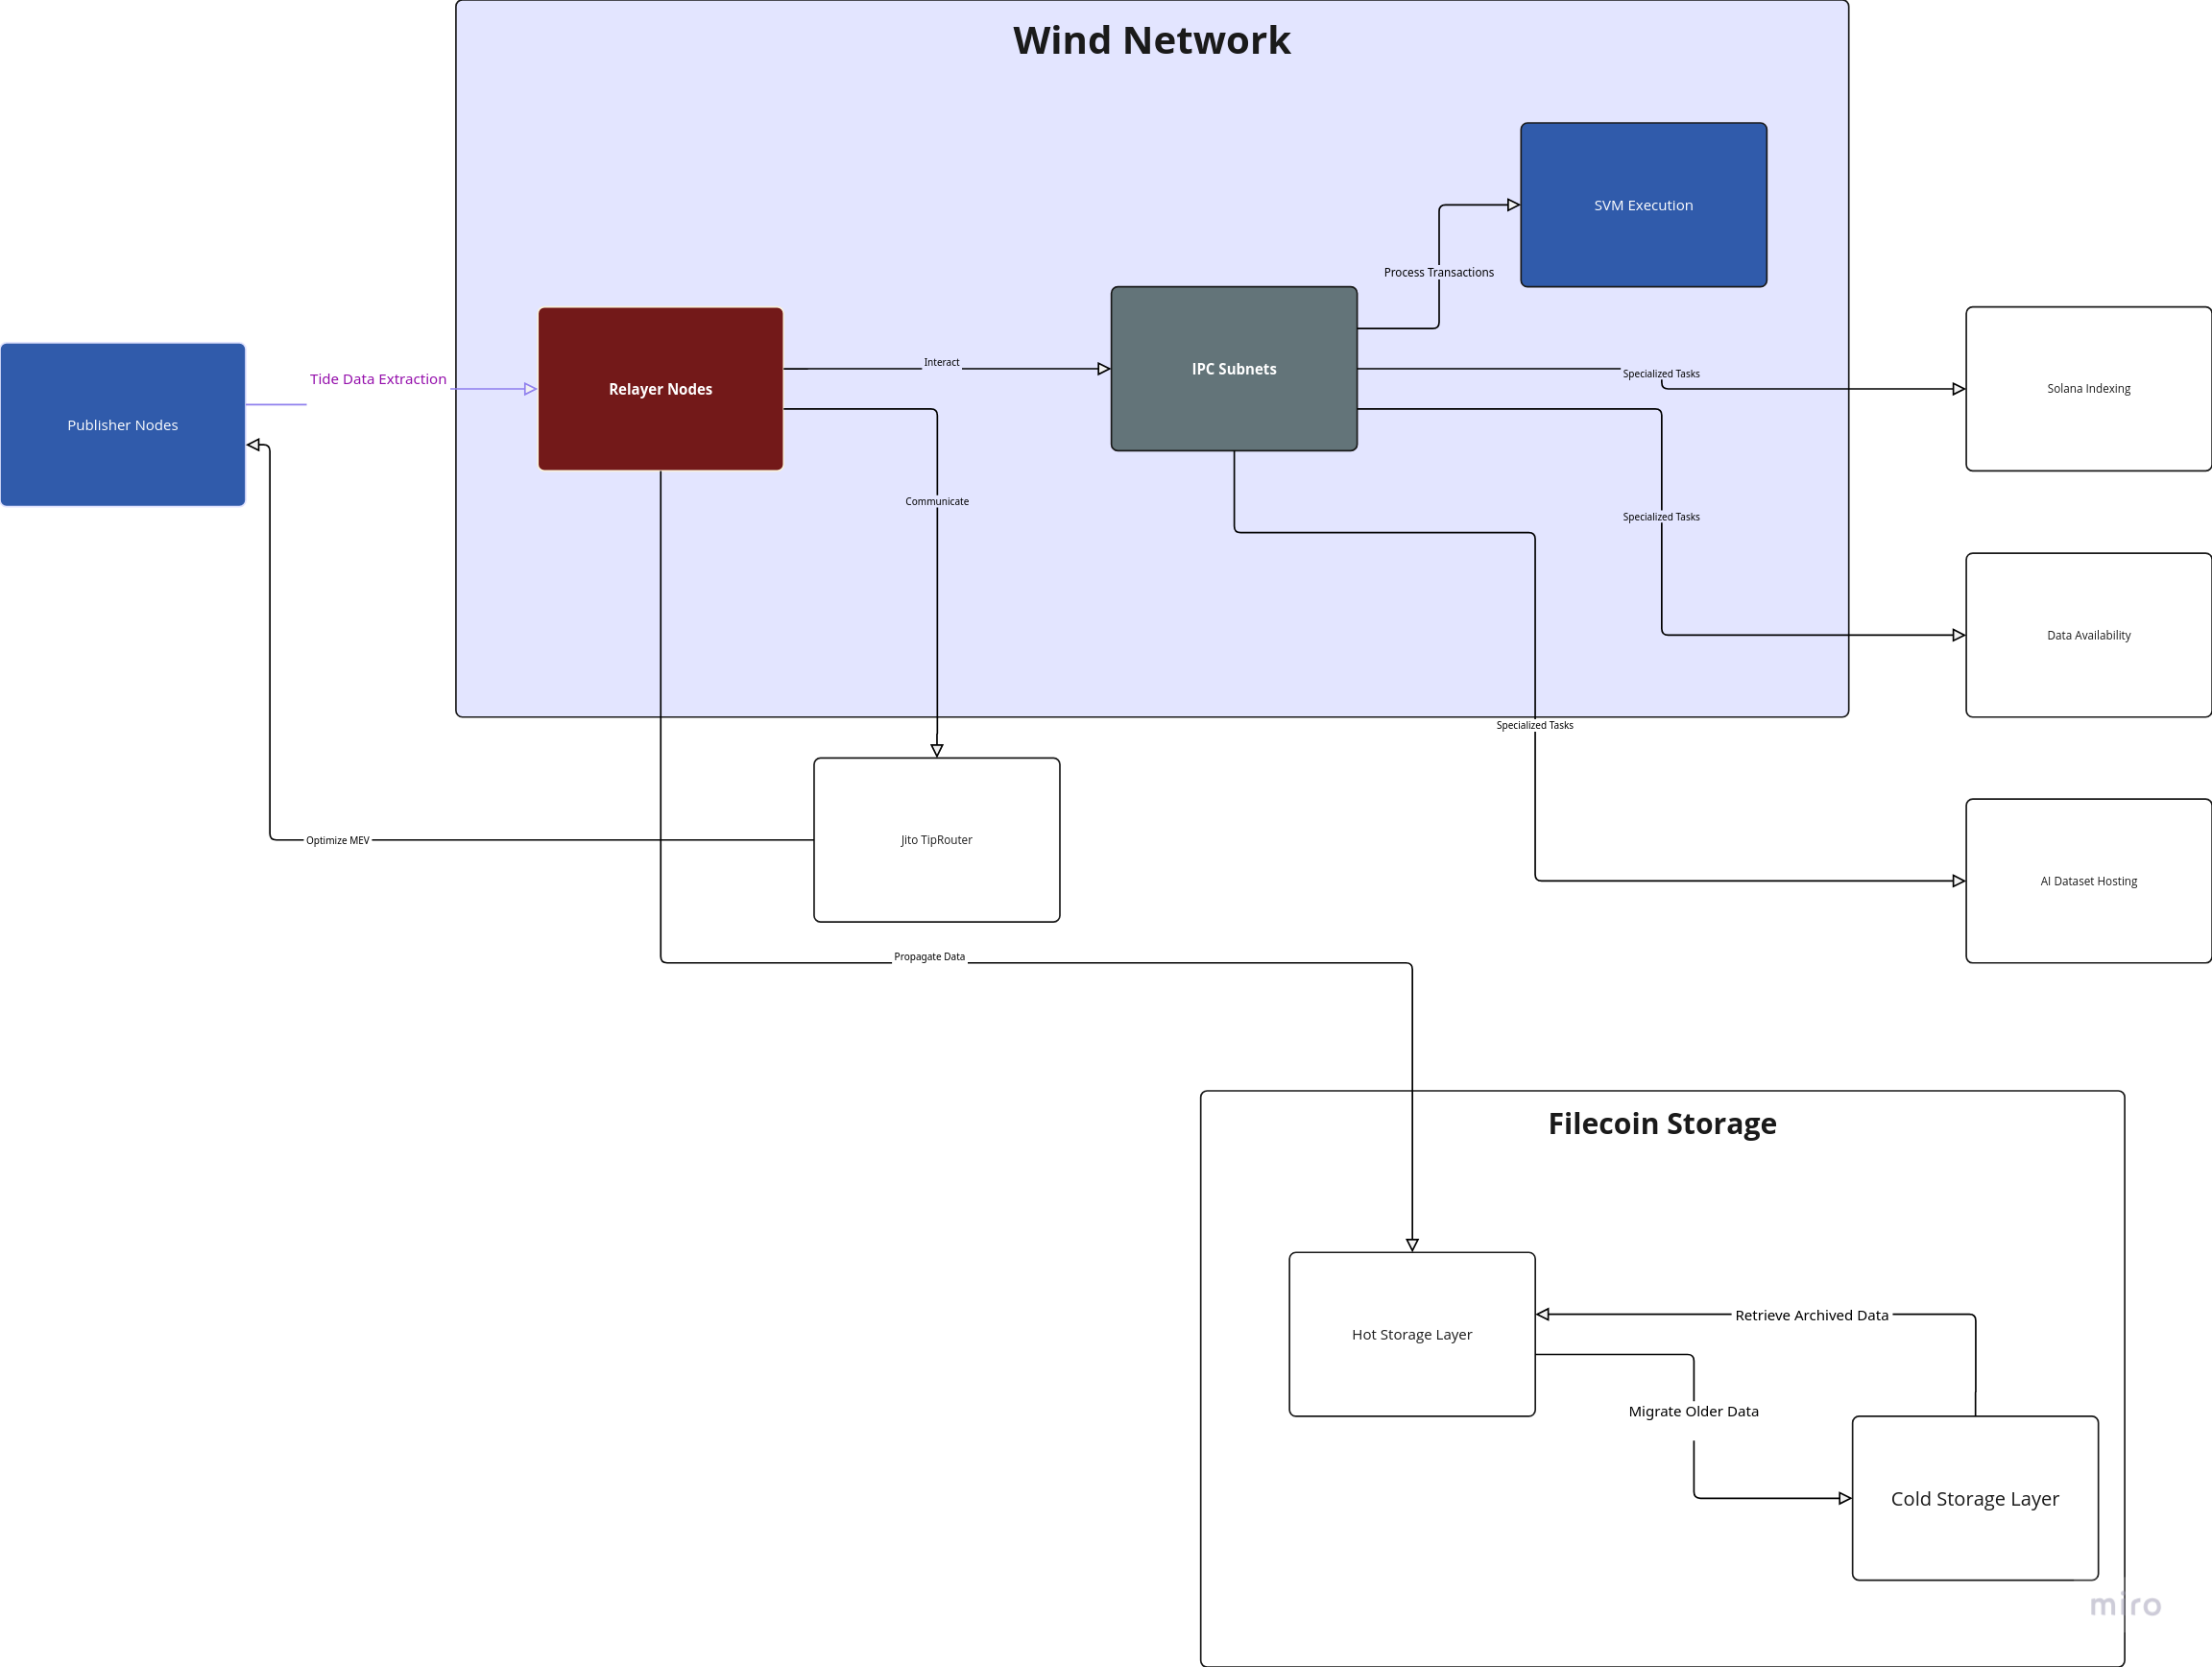 Wind Network
SVM Execution
Process Transactions
Interact
IPC Subnets
Specialized Tasks
Solana Indexing
Tide Data Extraction
Relayer Nodes
Publisher Nodes
Communicate
Specialized Tasks
Data Availability
Specialized Tasks
Optimize MEV
Jito TipRouter
AI Dataset Hosting
Propagate Data
Filecoin Storage
Retrieve Archived Data
Hot Storage Layer
Migrate Older Data
Cold Storage Layer
miro